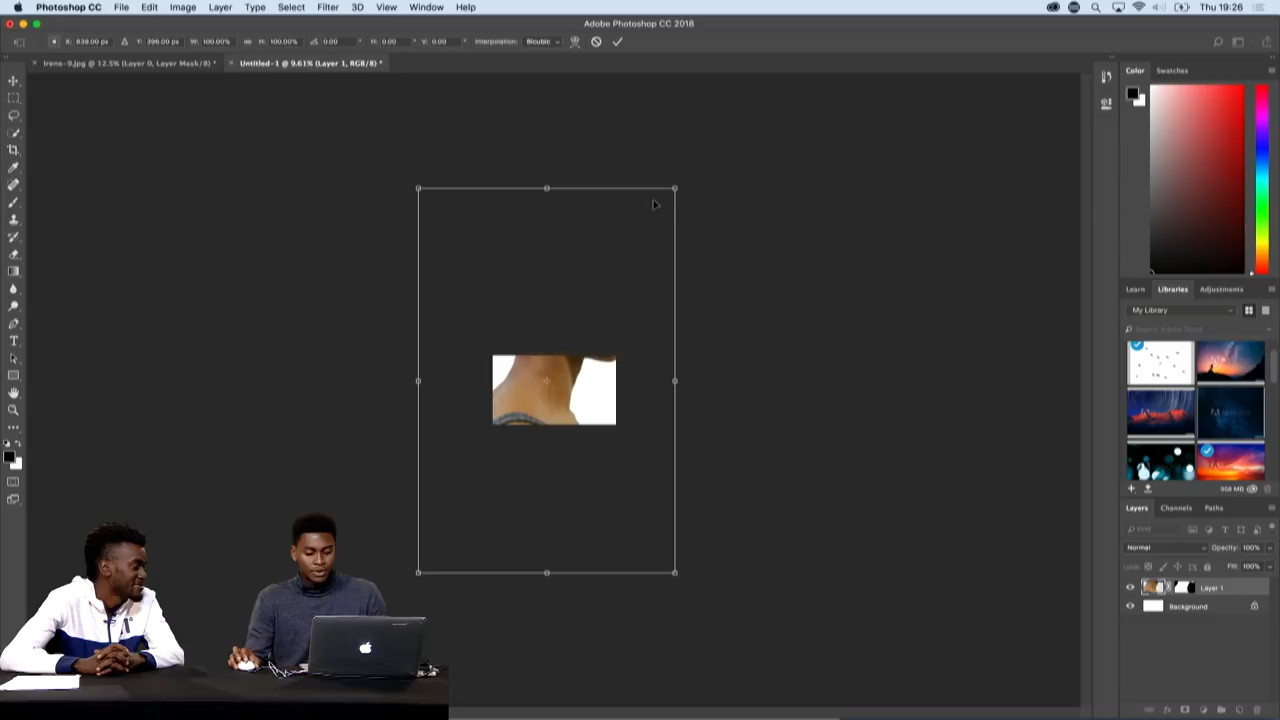 Photoshop CC File Edit Image Layer Type Select Filter 3D View Window Help Thu 19:26
Adobe Photoshop CC 2018
X: 839.00 px Y: 396.00 px W: 100.00% H: 100.00% 0.00 H: 0.00 V: 0.00 Interpolation: Bicubic
Irene-9.jpg @ 12.5% (Layer 0, Layer Mask/8) * Untitled-1 @ 9.61% (Layer 1, RGB/8) *
Color Swatches
Learn Libraries Adjustments
My Library
Search Adobe Stock
958 MB
Layers Channels Paths
Kind
Normal Opacity: 100%
Lock: Fill: 100%
Layer 1
Background